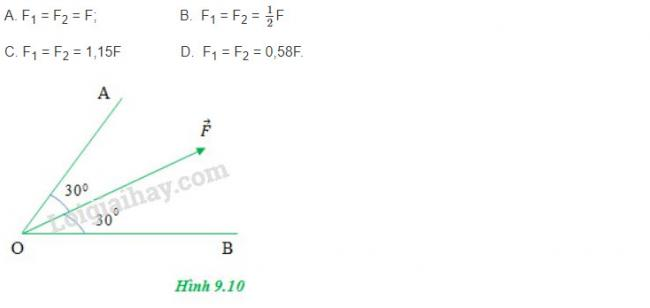 A. F₁ = F₂ = F; B. F₁ = F₂ = ½F
C. F₁ = F₂ = 1,15F D. F₁ = F₂ = 0,58F.
A
F⃗
30⁰
Loigiaihay.com
30⁰
O B
Hình 9.10